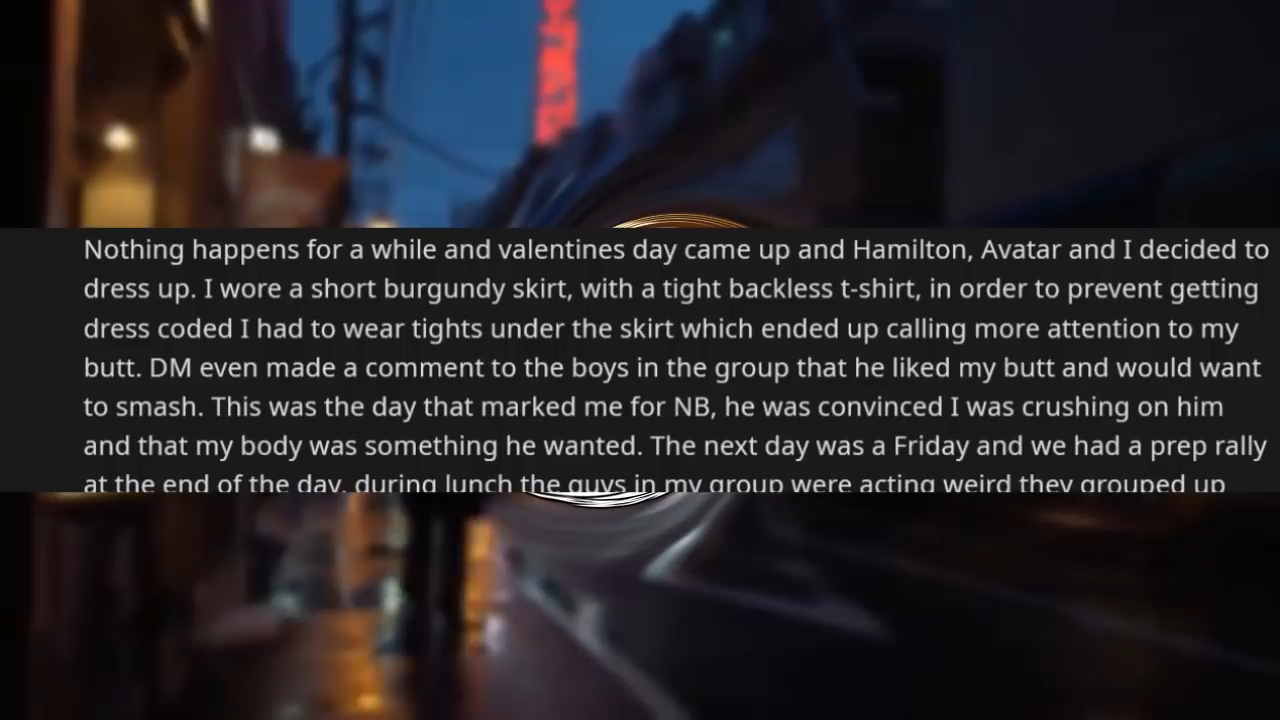 Nothing happens for a while and valentines day came up and Hamilton, Avatar and I decided to
dress up. I wore a short burgundy skirt, with a tight backless t-shirt, in order to prevent getting
dress coded I had to wear tights under the skirt which ended up calling more attention to my
butt. DM even made a comment to the boys in the group that he liked my butt and would want
to smash. This was the day that marked me for NB, he was convinced I was crushing on him
and that my body was something he wanted. The next day was a Friday and we had a prep rally
at the end of the day, during lunch the guys in my group were acting weird they grouped up